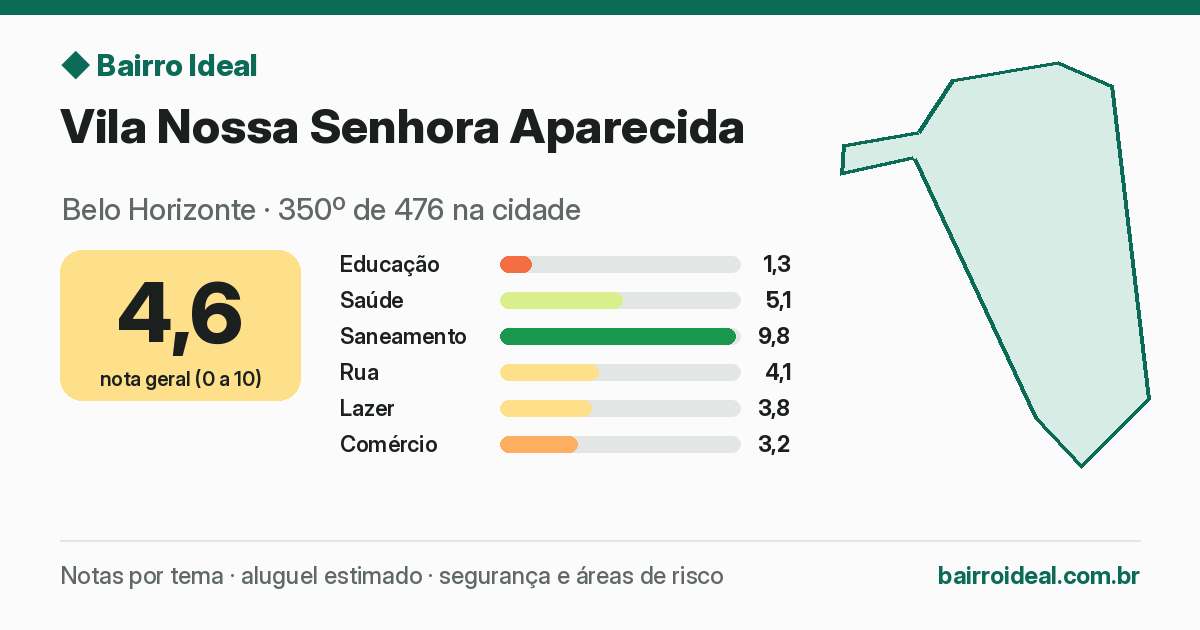 Bairro Ideal
Vila Nossa Senhora Aparecida
Belo Horizonte · 350º de 476 na cidade
4,6
nota geral (0 a 10)
Educação 1,3
Saúde 5,1
Saneamento 9,8
Rua 4,1
Lazer 3,8
Comércio 3,2
Notas por tema · aluguel estimado · segurança e áreas de risco
bairroideal.com.br